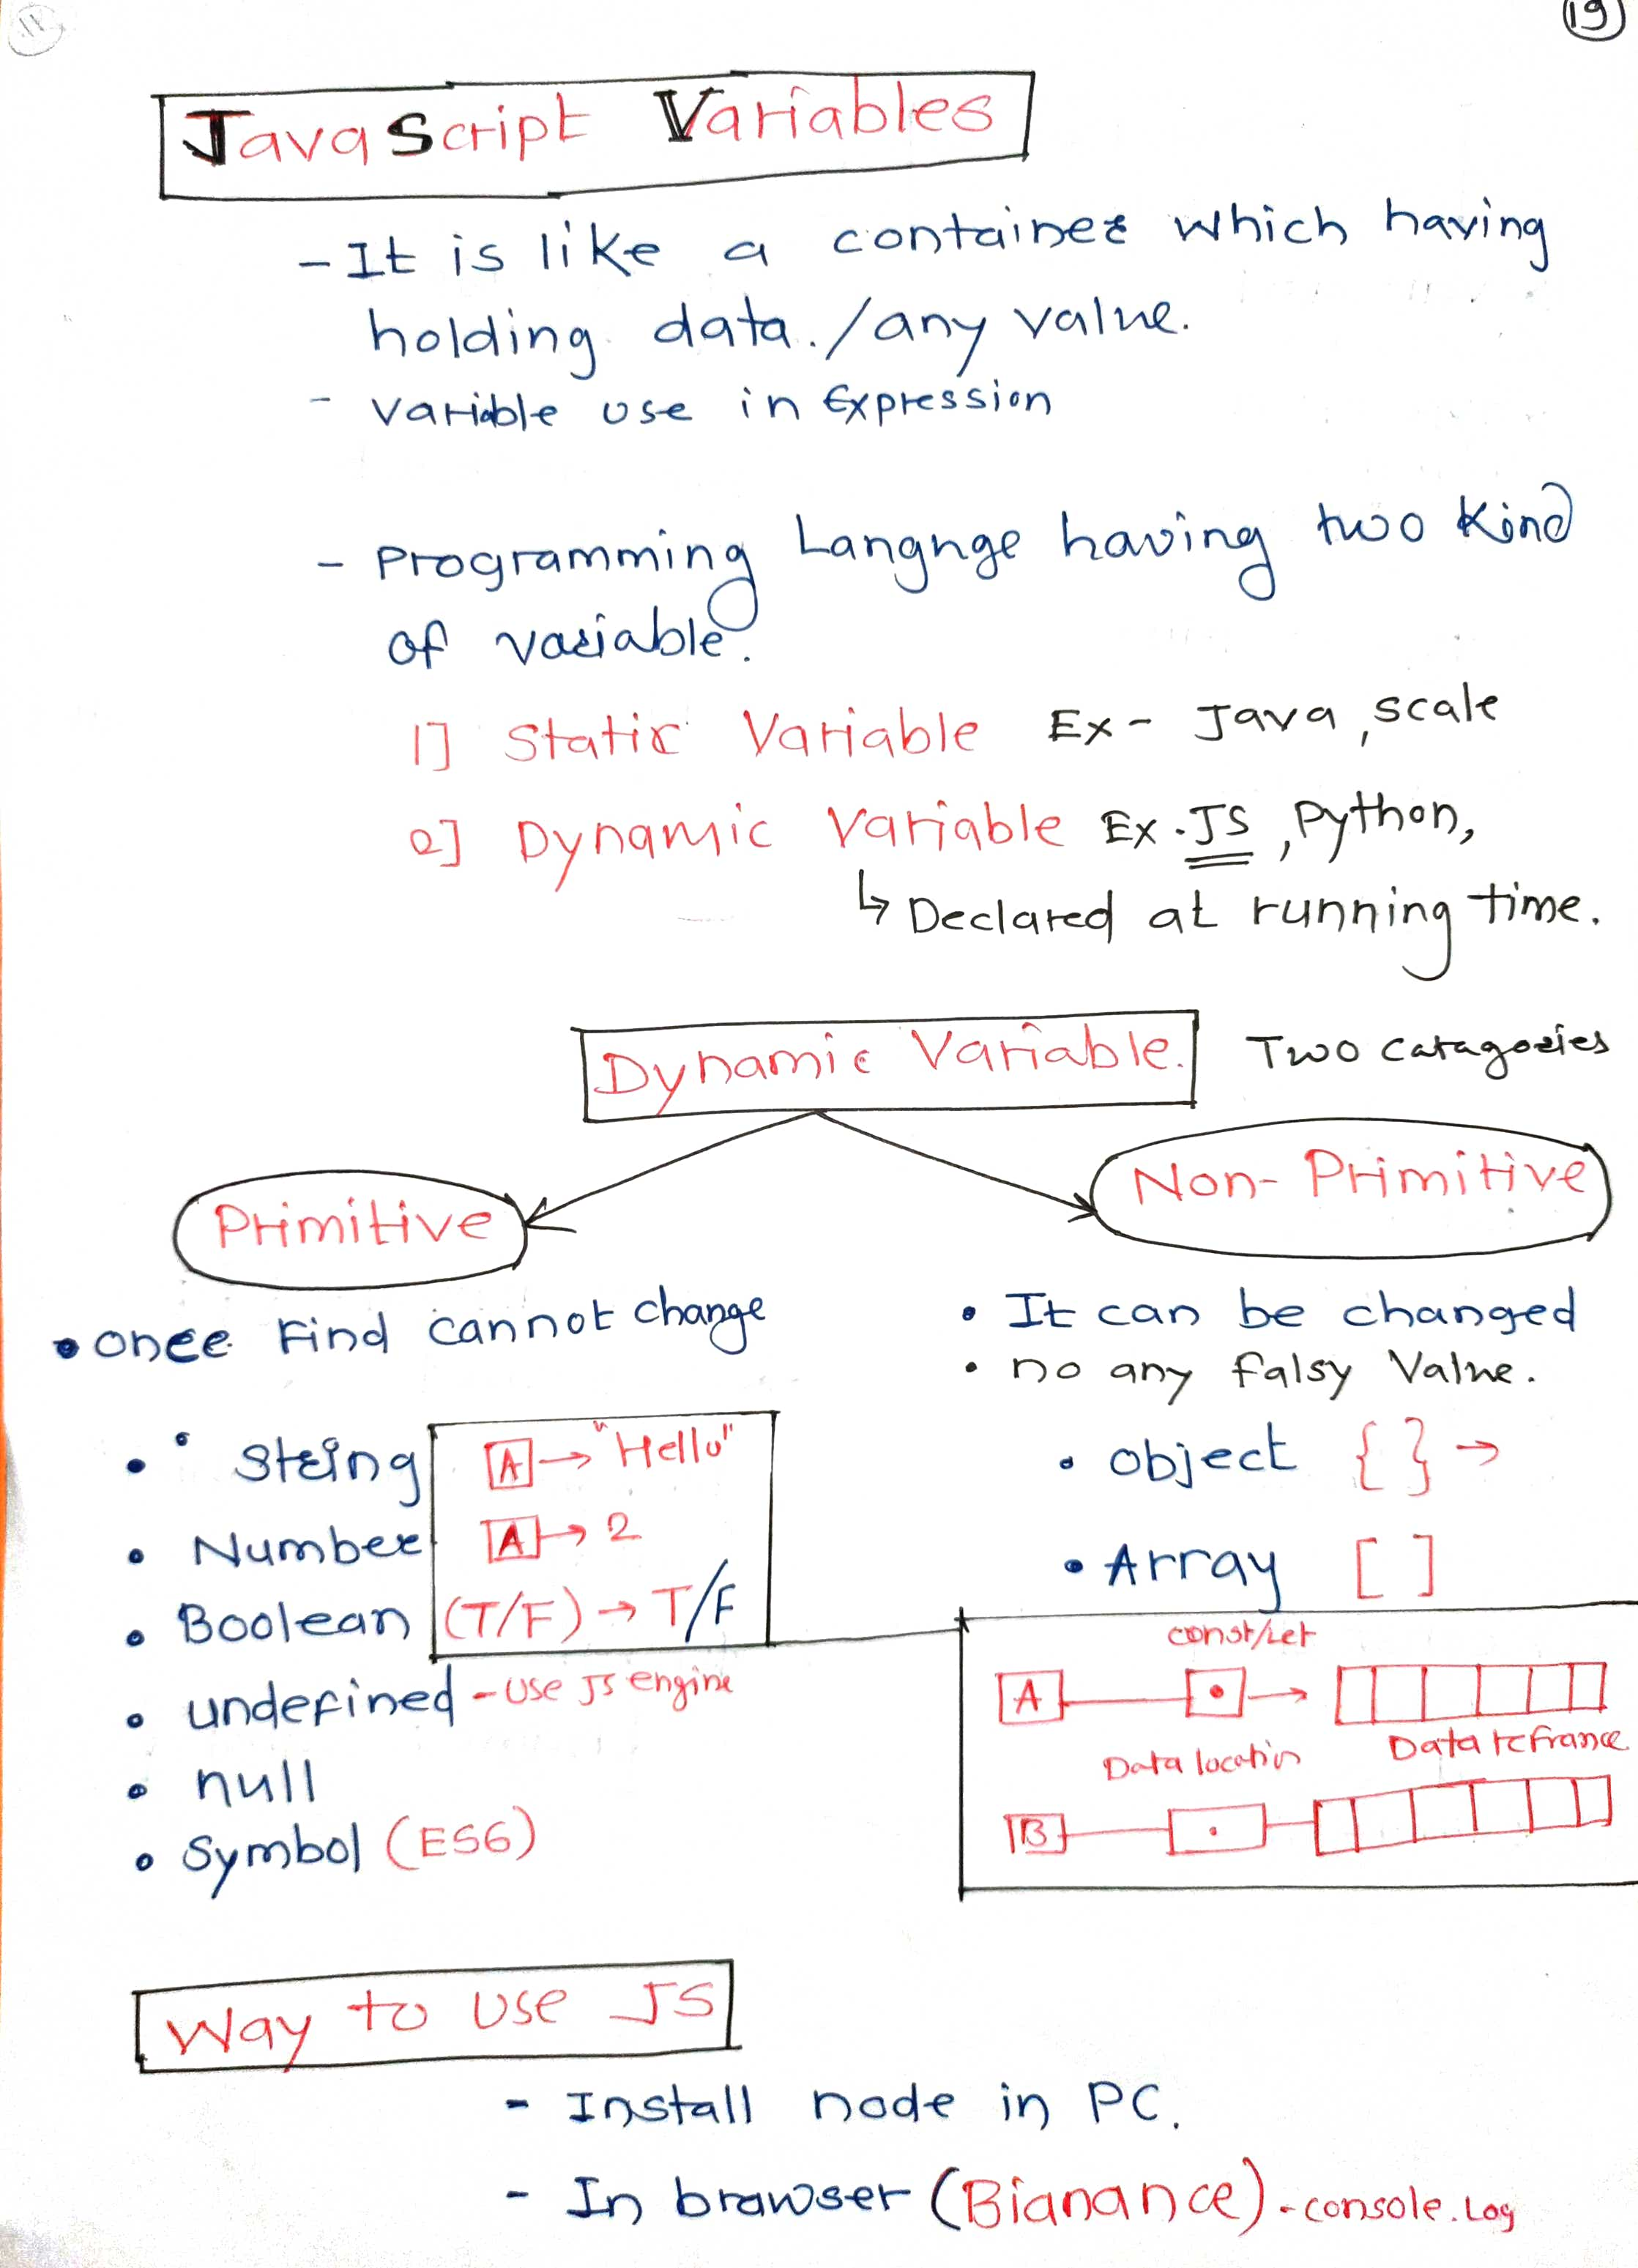 19
JavaScript Variables
- It is like a container which having
holding data. / any value.
- Variable use in Expression
- Programming Langnge having two Kind
of variable.
1] Static Variable Ex - Java, scale
2] Dynamic Variable Ex. JS, Python,
↳ Declared at running time.
Dynamic Variable. Two Catagories
Primitive
Non-Primitive
• Once Find cannot change
• It can be changed
• no any falsy Value.
• String A → "Hello"
• Object { } →
• Number A → 2
• Array [ ]
• Boolean (T/F) → T/F
const/Let
• undefined - use JS engine
A
Data location
Data refrance
• null
B
• Symbol (ES6)
Way to use JS
- Install node in PC.
- In brawser (Bianance) - console.log